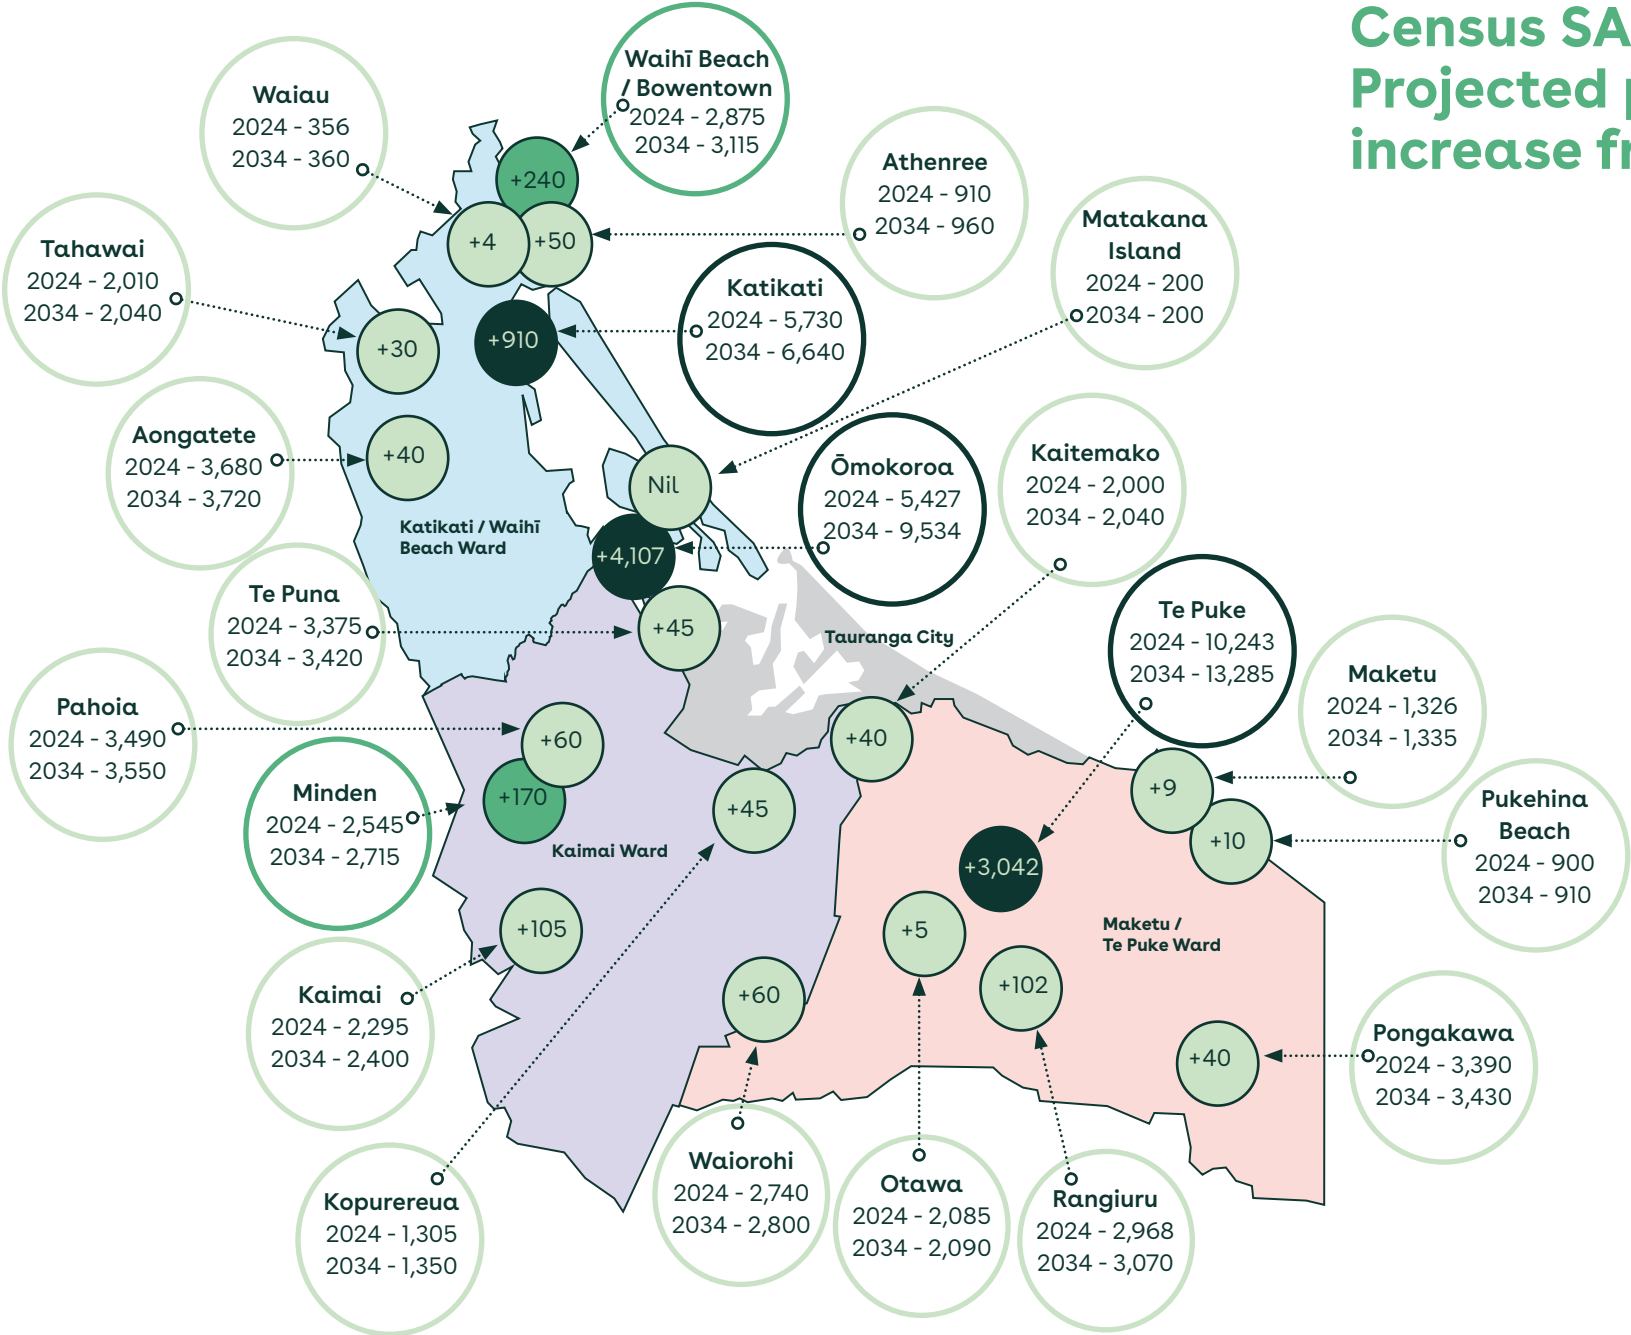 Census SA
Projected
increase fr
Waihī Beach
/ Bowentown
2024 - 2,875
2034 - 3,115
Waiau
2024 - 356
2034 - 360
Athenree
2024 - 910
2034 - 960
Matakana
Island
2024 - 200
2034 - 200
Tahawai
2024 - 2,010
2034 - 2,040
Katikati
2024 - 5,730
2034 - 6,640
Aongatete
2024 - 3,680
2034 - 3,720
Ōmokoroa
2024 - 5,427
2034 - 9,534
Kaitemako
2024 - 2,000
2034 - 2,040
Te Puna
2024 - 3,375
2034 - 3,420
Te Puke
2024 - 10,243
2034 - 13,285
Maketu
2024 - 1,326
2034 - 1,335
Pahoia
2024 - 3,490
2034 - 3,550
Minden
2024 - 2,545
2034 - 2,715
Pukehina
Beach
2024 - 900
2034 - 910
Kaimai
2024 - 2,295
2034 - 2,400
Pongakawa
2024 - 3,390
2034 - 3,430
Kopurereua
2024 - 1,305
2034 - 1,350
Waiorohi
2024 - 2,740
2034 - 2,800
Otawa
2024 - 2,085
2034 - 2,090
Rangiuru
2024 - 2,968
2034 - 3,070
+240
+4
+50
+30
+910
+40
Nil
+4,107
+45
+60
+170
+45
+40
+9
+10
+3,042
+5
+105
+60
+102
+40
Katikati / Waihī
Beach Ward
Tauranga City
Kaimai Ward
Maketu /
Te Puke Ward